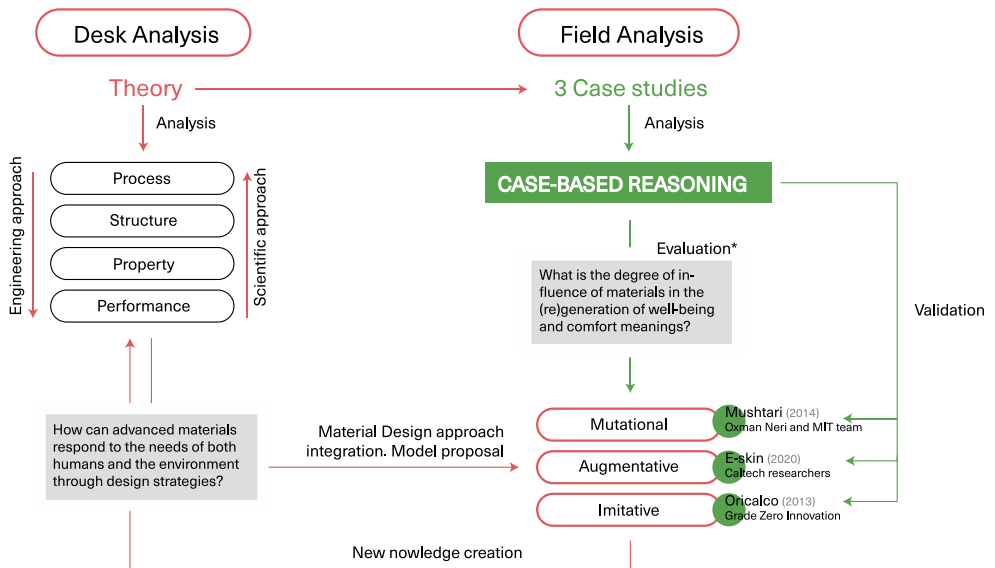 Desk Analysis
Field Analysis
Theory
3 Case studies
Analysis
Analysis
Engineering approach
Process
Structure
Property
Performance
Scientific approach
CASE-BASED REASONING
Evaluation*
What is the degree of in-
fluence of materials in the
(re)generation of well-being
and comfort meanings?
Validation
How can advanced materials
respond to the needs of both
humans and the environment
through design strategies?
Material Design approach
integration. Model proposal
Mutational
Mushtari (2014)
Oxman Neri and MIT team
Augmentative
E-skin (2020)
Caltech researchers
Imitative
Oricalco (2013)
Grade Zero Innovation
New nowledge creation